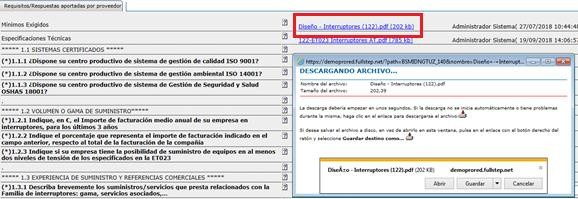 Requisitos/Respuestas aportadas por proveedor
Mínimos Exigidos
Diseño - Interruptores (122).pdf (202 kb)
Administrador Sistema( 27/07/2018 10:44:48
Especificaciones Técnicas
122-ET023 Interruptores AT.pdf (785 kb)
Administrador Sistema( 19/09/2018 14:06:57
***** 1.1 SISTEMAS CERTIFICADOS *****
(*)1.1.1 ¿Dispone su centro productivo de sistema de gestión de calidad ISO 9001?
(*)1.1.2 ¿Dispone su centro productivo de sistema de gestión ambiental ISO 14001?
(*)1.1.3 ¿Dispone su centro productivo de sistema de Gestión de Seguridad y Salud
OSHAS 18001?
***** 1.2 VOLUMEN O GAMA DE SUMINISTRO*****
(*)1.2.1 Indique, en €, el Importe de facturación medio anual de su empresa en
interruptores, para los últimos 3 años
(*)1.2.2 Indique el porcentaje que representa el importe de facturación indicado en el
campo anterior, respecto al total de la facturación de la compañía
(*)1.2.3 Indique si su empresa tiene la posibilidad de suministro de equipos en al menos
dos niveles de tensión de los especificados en la ET023
***** 1.3 EXPERIENCIA DE SUMINISTRO Y REFERENCIAS COMERCIALES *****
(*)1.3.1 Describa brevemente los suministros/servicios que presta relacionados con la
Familia de interruptores: gama, servicios asociados,...
DESCARGANDO ARCHIVO...
Nombre del archivo: Diseño - Interruptores (122).pdf
Tamaño del archivo: 202.39
La descarga debería empezar en unos segundos. Si la descarga no se inicia automáticamente o tiene problemas
durante la misma, haga clic en el enlace para descargarse el archivo:
Si desea salvar el archivo a disco, en vez de abrirlo en esta ventana, pulse en el enlace con el botón derecho del
ratón y seleccione Guardar destino como...
DiseÃ±o - Interruptores (122).pdf (202 KB) demoprored.fullstep.net
Abrir
Guardar
Cancelar